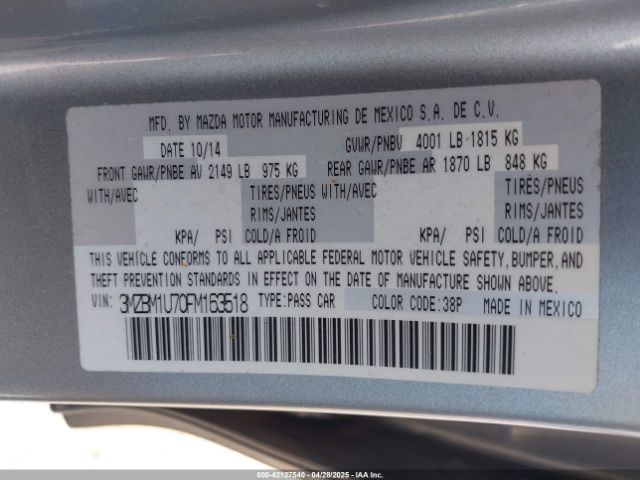 MFD. BY MAZDA MOTOR MANUFACTURING DE MEXICO S.A. DE C.V.
DATE 10/14 GVWR/PNBV 4001 LB 1815 KG
FRONT GAWR/PNBE AV 2149 LB 975 KG REAR GAWR/PNBE AR 1870 LB 848 KG
WITH/AVEC TIRES/PNEUS WITH/AVEC TIRES/PNEUS
RIMS/JANTES RIMS/JANTES
KPA/ PSI COLD/A FROID KPA/ PSI COLD/A FROID
THIS VEHICLE CONFORMS TO ALL APPLICABLE FEDERAL MOTOR VEHICLE SAFETY, BUMPER, AND
THEFT PREVENTION STANDARDS IN EFFECT ON THE DATE OF MANUFACTURE SHOWN ABOVE.
VIN: 3MZBM1U70FM163518 TYPE:PASS CAR COLOR CODE:38P MADE IN MEXICO
000-42127540 - 04/28/2025 - IAA Inc.